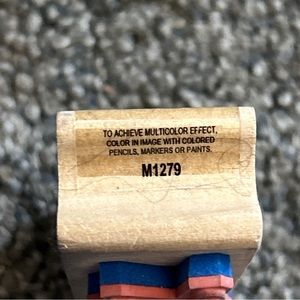 TO ACHIEVE MULTICOLOR EFFECT,
COLOR IN IMAGE WITH COLORED
PENCILS, MARKERS OR PAINTS.
M1279